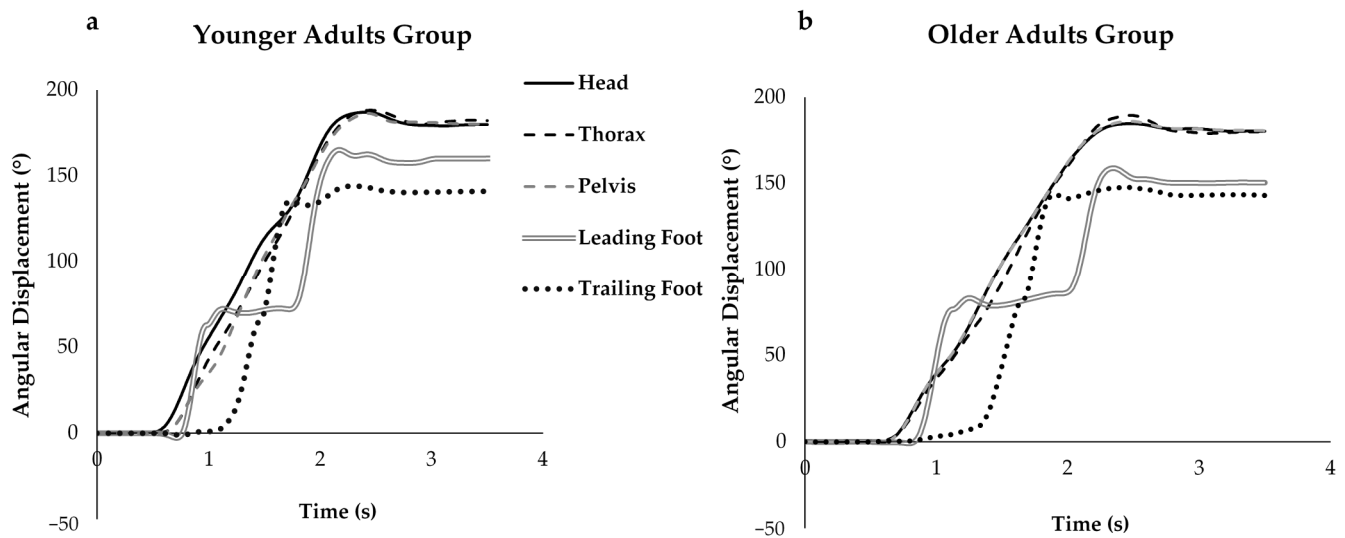 a
Younger Adults Group
200
150
100
50
0
−50
0
1
2
3
4
Angular Displacement (°)
Time (s)
Head
Thorax
Pelvis
Leading Foot
Trailing Foot
b
Older Adults Group
200
150
100
50
0
−50
0
1
2
3
4
Angular Displacement (°)
Time (s)